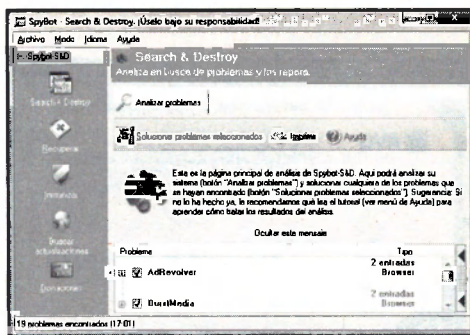 SpyBot - Search & Destroy. ¡Úselo bajo su responsabilidad!
Archivo Modo Idioma Ayuda
Spybot-S&D
Search & Destroy
Analiza en busca de problemas y los repara.
Analizar problemas
Search & Destroy
Solucionar problemas seleccionados Imprimir Ayuda
Recuperar
Esta es la página principal de análisis de Spybot-S&D. Aquí podrá analizar su
sistema (botón "Analizar problemas") y solucionar cualquiera de los problemas que
se hayan encontrado (botón "Solucionar problemas seleccionados"). Sugerencia: Si
no lo ha hecho ya, le recomendamos que lea el tutorial (ver menú de Ayuda) para
aprender cómo tratar los resultados del análisis.
Inmunizar
Ocultar este mensaje
Buscar
actualizaciones
Problema Tipo
AdRevolver 2 entradas
Browser
BurstMedia 2 entradas
Browser
Donaciones
19 problemas encontrados (17:01)